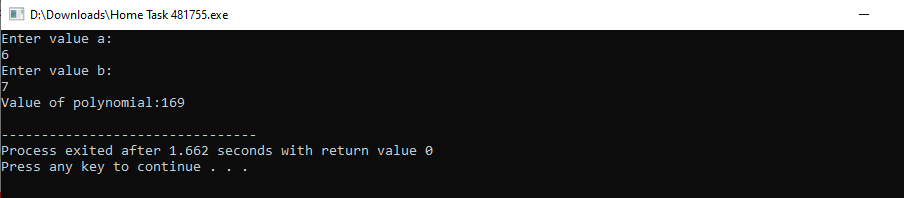 D:\Downloads\Home Task 481755.exe
Enter value a:
6
Enter value b:
7
Value of polynomial:169
--------------------------------
Process exited after 1.662 seconds with return value 0
Press any key to continue . . .